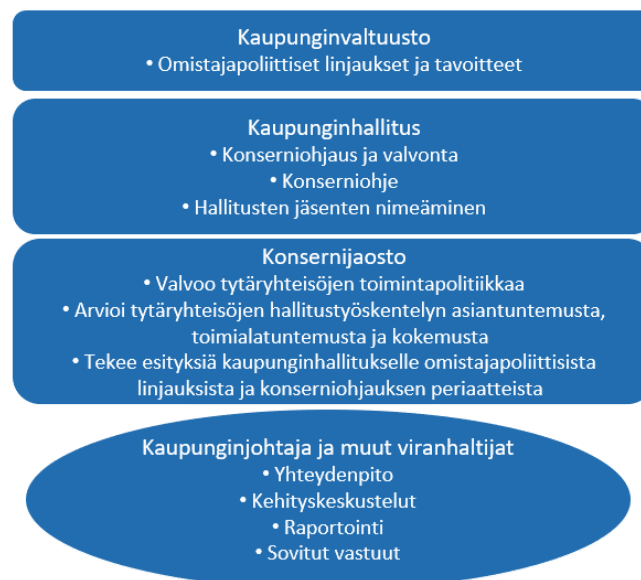 Kaupunginvaltuusto
• Omistajapoliittiset linjaukset ja tavoitteet
Kaupunginhallitus
• Konserniohjaus ja valvonta
• Konserniohje
• Hallitusten jäsenten nimeäminen
Konsernijaosto
• Valvoo tytäryhteisöjen toimintapolitiikkaa
• Arvioi tytäryhteisöjen hallitustyöskentelyn asiantuntemusta,
toimialatuntemusta ja kokemusta
• Tekee esityksiä kaupunginhallitukselle omistajapoliittisista
linjauksista ja konserniohjauksen periaatteista
Kaupunginjohtaja ja muut viranhaltijat
• Yhteydenpito
• Kehityskeskustelut
• Raportointi
• Sovitut vastuut